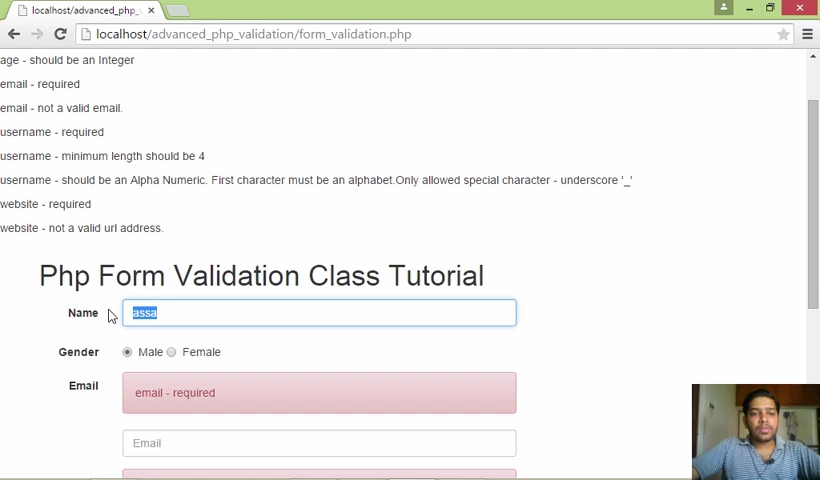 localhost/advanced_php_
localhost/advanced_php_validation/form_validation.php
age - should be an Integer
email - required
email - not a valid email.
username - required
username - minimum length should be 4
username - should be an Alpha Numeric. First character must be an alphabet.Only allowed special character - underscore '_'
website - required
website - not a valid url address.
Php Form Validation Class Tutorial
Name assa
Gender Male Female
Email email - required
Email